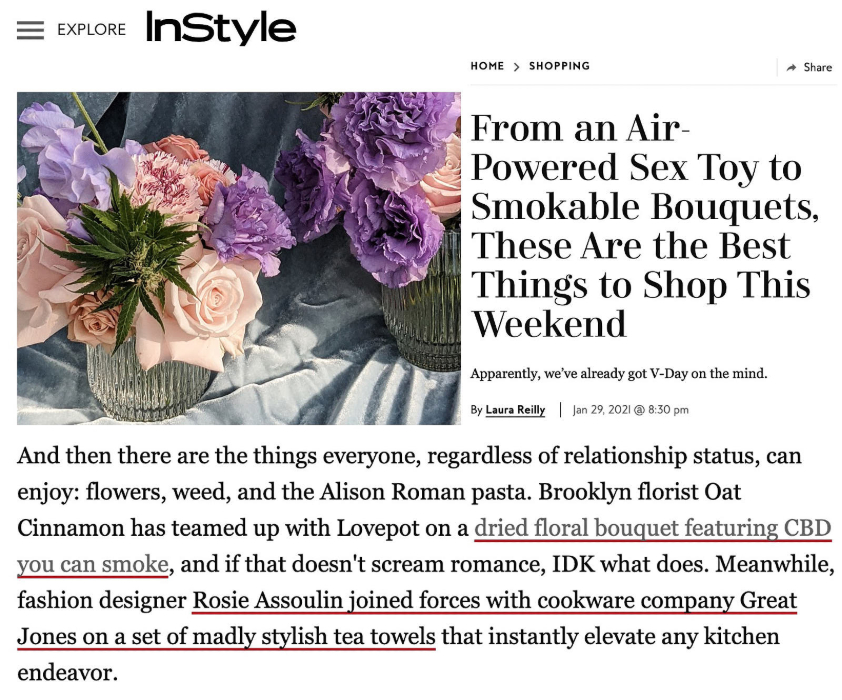 EXPLORE InStyle
HOME > SHOPPING
Share
From an Air-
Powered Sex Toy to
Smokable Bouquets,
These Are the Best
Things to Shop This
Weekend
Apparently, we've already got V-Day on the mind.
By Laura Reilly | Jan 29, 2021 @ 8:30 pm
And then there are the things everyone, regardless of relationship status, can
enjoy: flowers, weed, and the Alison Roman pasta. Brooklyn florist Oat
Cinnamon has teamed up with Lovepot on a dried floral bouquet featuring CBD
you can smoke, and if that doesn't scream romance, IDK what does. Meanwhile,
fashion designer Rosie Assoulin joined forces with cookware company Great
Jones on a set of madly stylish tea towels that instantly elevate any kitchen
endeavor.